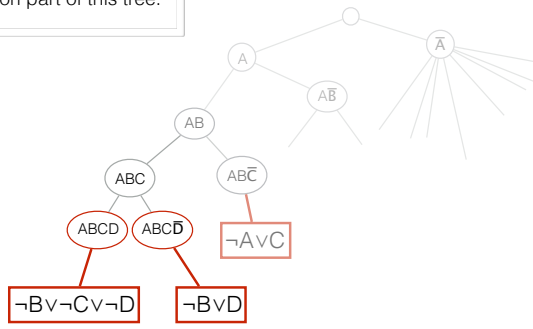 on part of this tree.
A
A̅
AB̅
AB
ABC
ABC̅
ABCD
ABCD̅
¬A∨C
¬B∨¬C∨¬D
¬B∨D